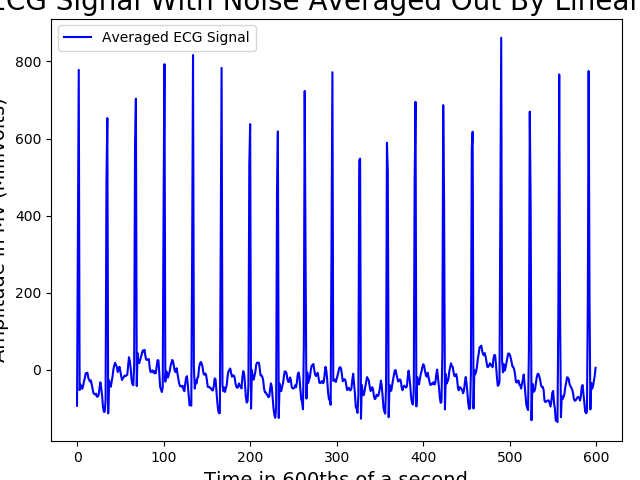 ECG Signal With Noise Averaged Out By Linear
Averaged ECG Signal
800
600
400
200
0
Amplitude in MV (Millivolts)
0 100 200 300 400 500 600
Time in 600ths of a second